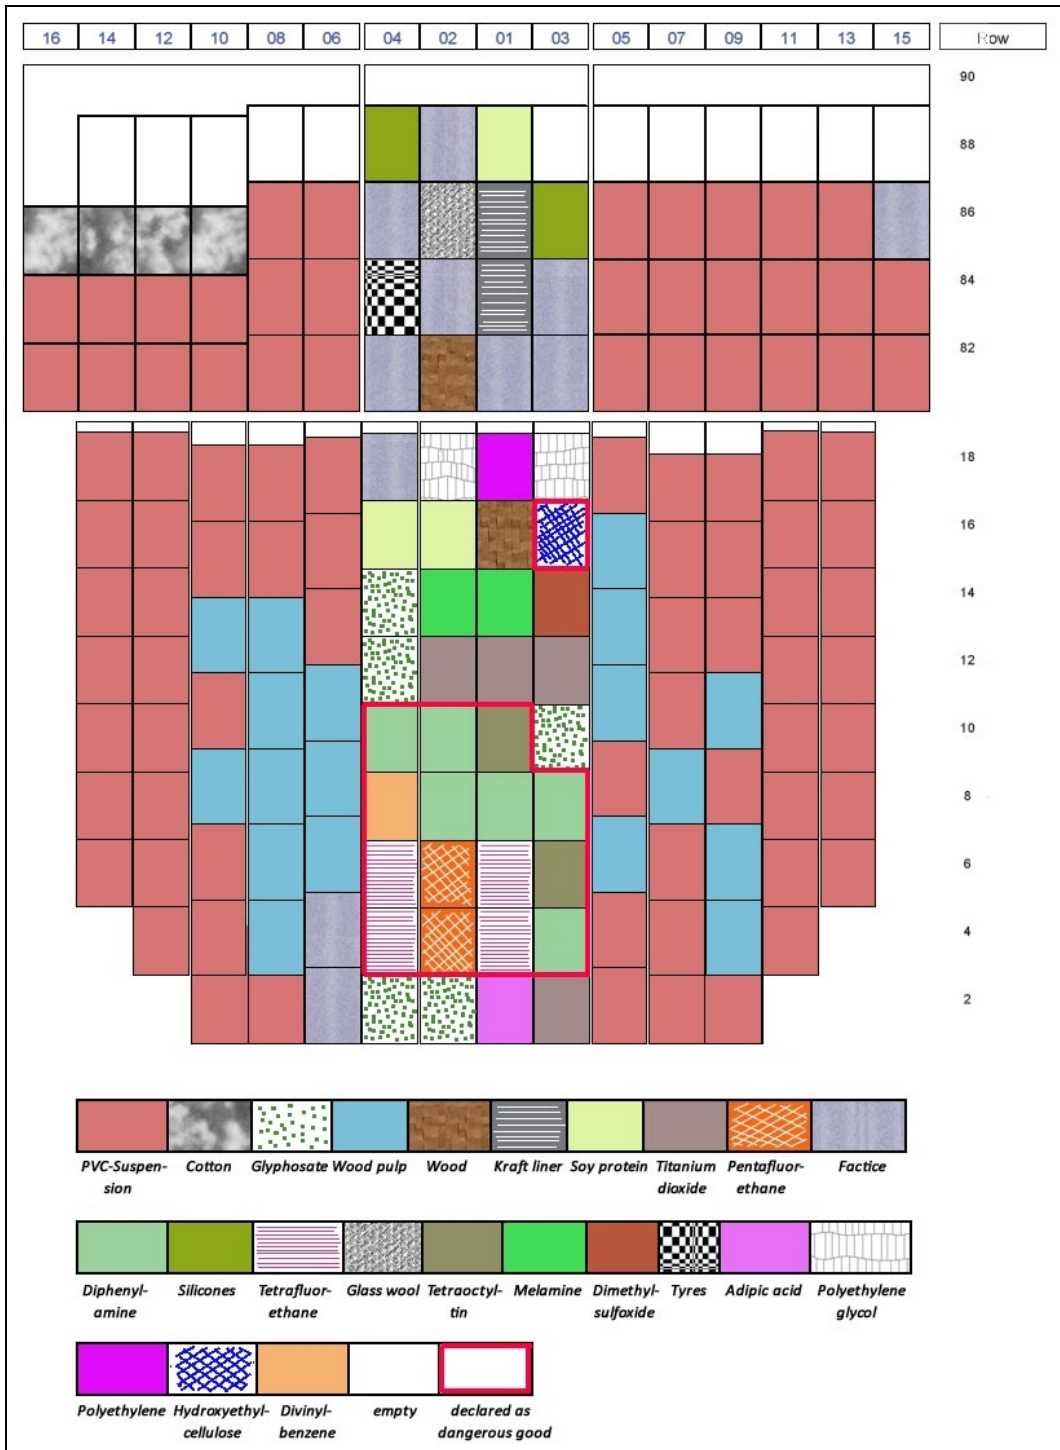 16 14 12 10 08 06 04 02 01 03 05 07 09 11 13 15 Row
90
88
86
84
82
18
16
14
12
10
8
6
4
2
PVC-Suspen-
sion
Cotton
Glyphosate
Wood pulp
Wood
Kraft liner
Soy protein
Titanium
dioxide
Pentafluor-
ethane
Factice
Diphenyl-
amine
Silicones
Tetrafluor-
ethane
Glass wool
Tetraoctyl-
tin
Melamine
Dimethyl-
sulfoxide
Tyres
Adipic acid
Polyethylene
glycol
Polyethylene
Hydroxyethyl-
cellulose
Divinyl-
benzene
empty
declared as
dangerous good